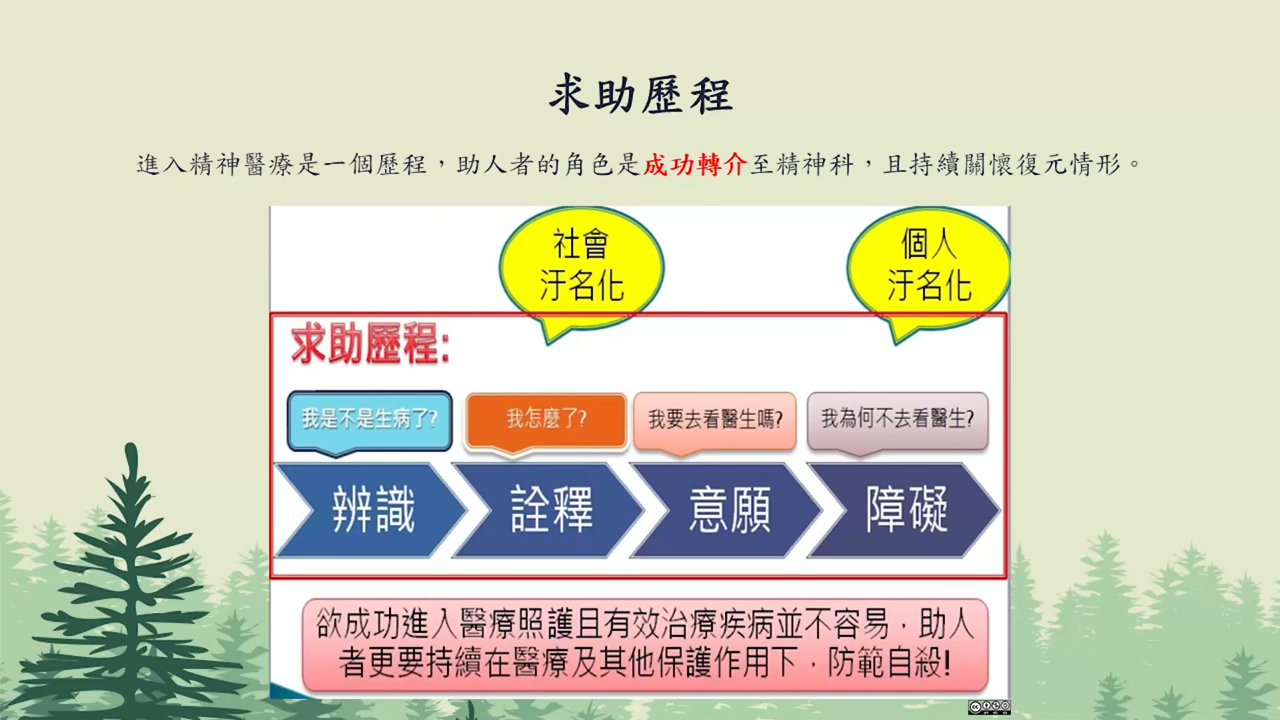 求助歷程
進入精神醫療是一個歷程，助人者的角色是成功轉介至精神科，且持續關懷復元情形。
社會
汙名化
個人
汙名化
求助歷程:
我是不是生病了?
我怎麼了?
我要去看醫生嗎?
我為何不去看醫生?
辨識
詮釋
意願
障礙
欲成功進入醫療照護且有效治療疾病並不容易，助人
者更要持續在醫療及其他保護作用下，防範自殺!